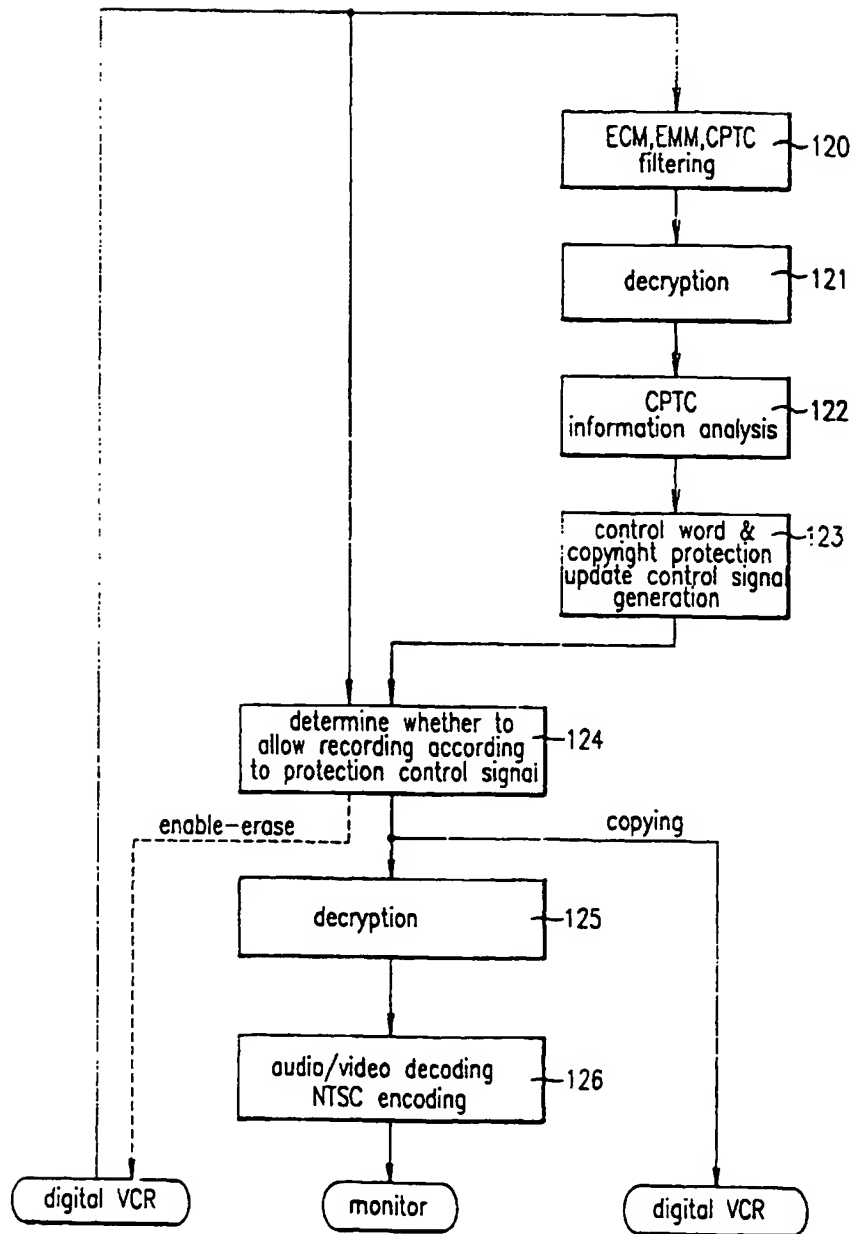 ECM,EMM,CPTC
filtering
120
decryption
121
CPTC
information analysis
122
control word &
copyright protection
update control signal
generation
123
determine whether to
allow recording according
to protection control signal
124
enable-erase
copying
decryption
125
audio/video decoding
NTSC encoding
126
digital VCR
monitor
digital VCR